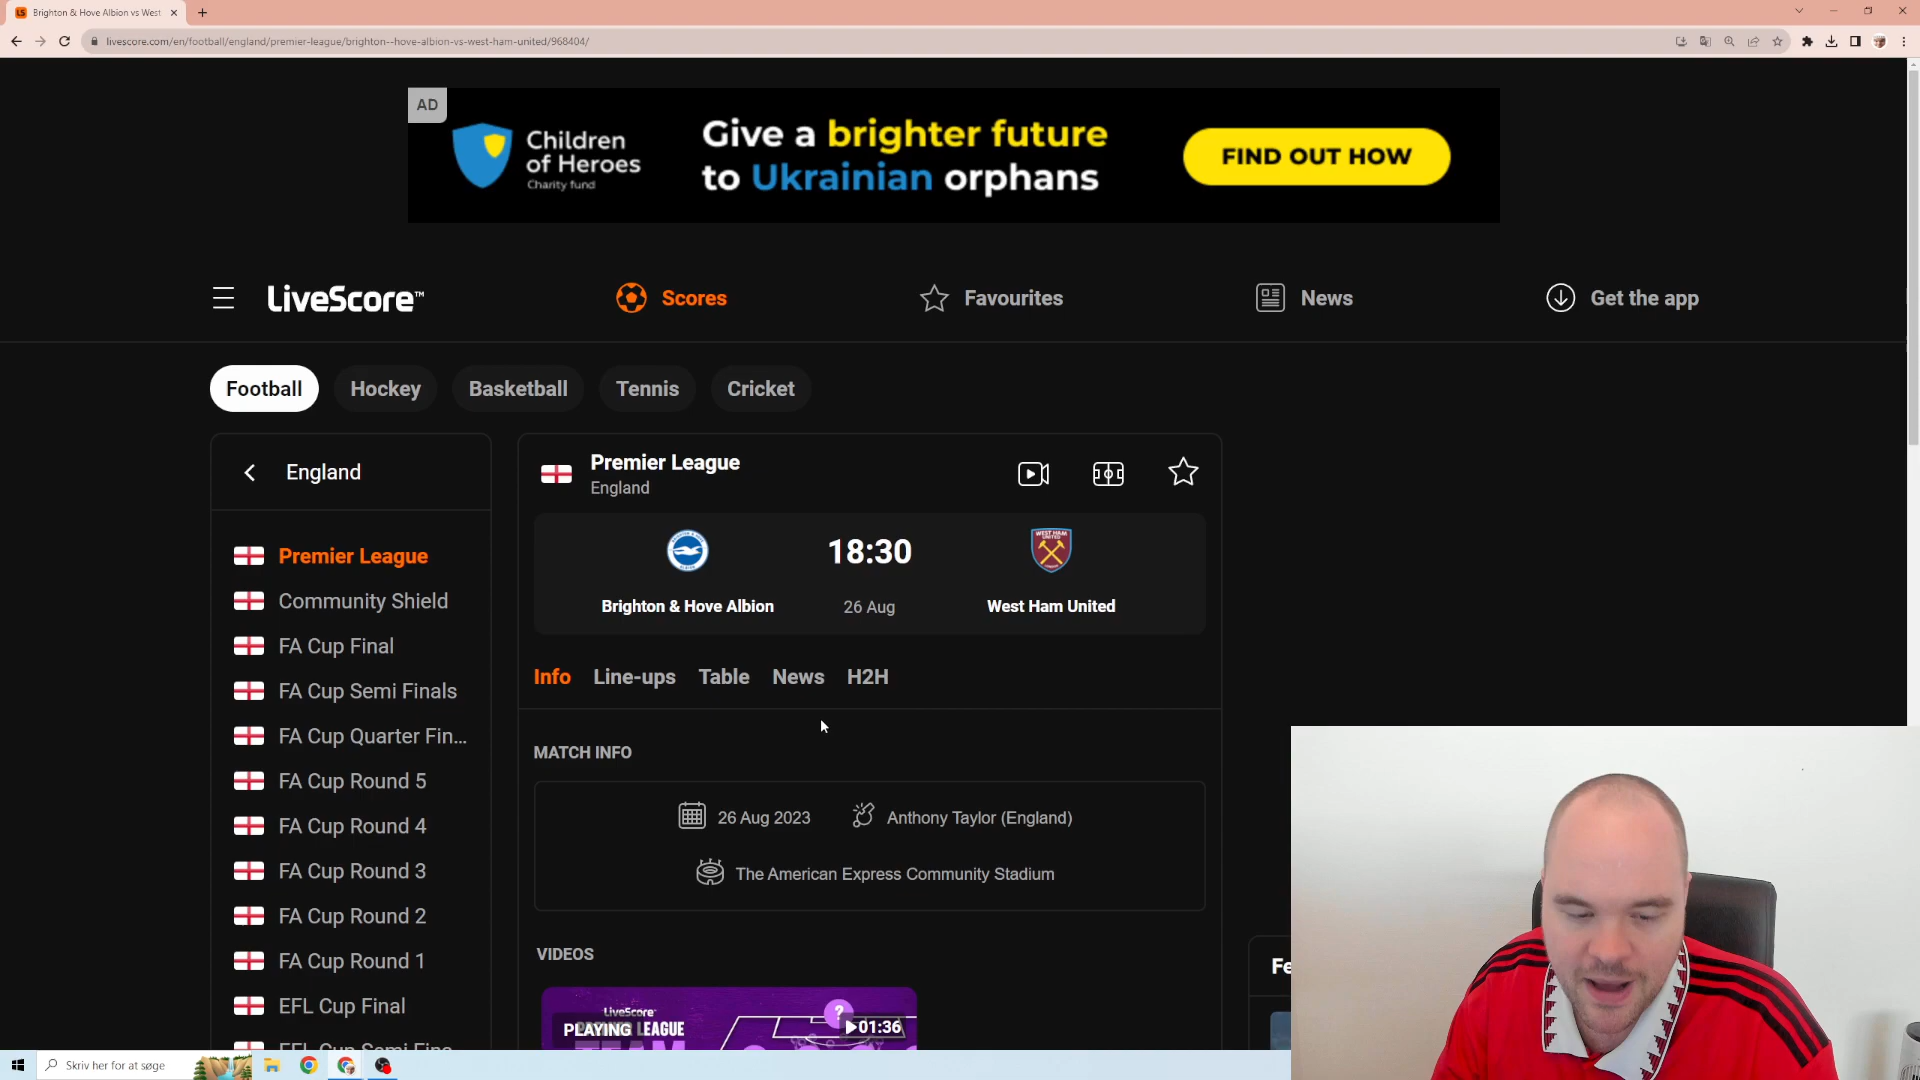 Brighton & Hove Albion vs West
livescore.com/en/football/england/premier-league/brighton--hove-albion-vs-west-ham-united/968404/
AD
Children
of Heroes
Charity fund
Give a brighter future
to Ukrainian orphans
FIND OUT HOW
LiveScore™
Scores
Favourites
News
Get the app
Football
Hockey
Basketball
Tennis
Cricket
England
Premier League
Community Shield
FA Cup Final
FA Cup Semi Finals
FA Cup Quarter Fin...
FA Cup Round 5
FA Cup Round 4
FA Cup Round 3
FA Cup Round 2
FA Cup Round 1
EFL Cup Final
Premier League
England
18:30
Brighton & Hove Albion
26 Aug
West Ham United
Info
Line-ups
Table
News
H2H
MATCH INFO
26 Aug 2023
Anthony Taylor (England)
The American Express Community Stadium
VIDEOS
LiveScore
PLAYING
LEAGUE
01:36
TEAM
Fe
Skriv her for at søge